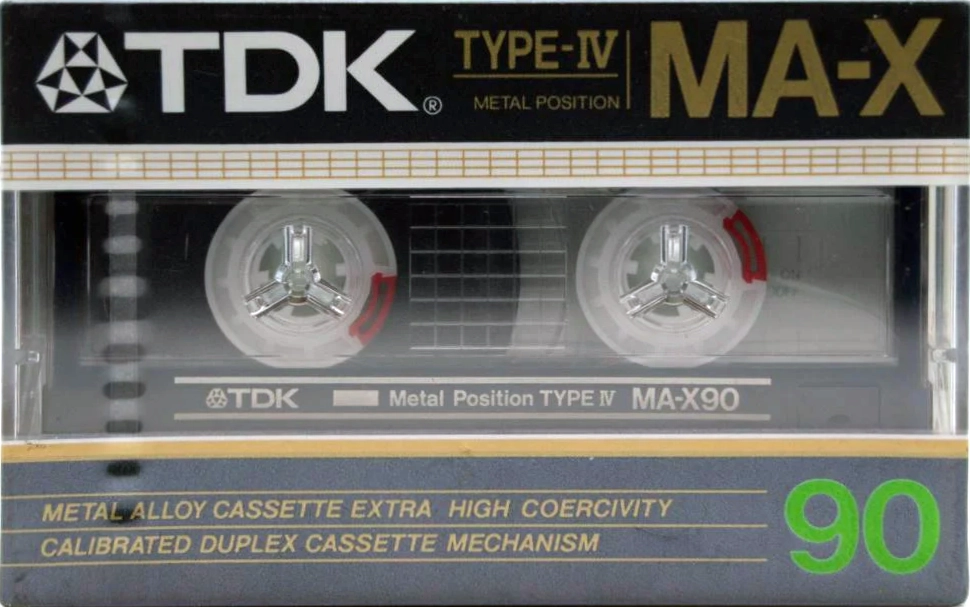 TDK®
TYPE-IV
METAL POSITION
MA-X
TDK Metal Position TYPE IV MA-X90
METAL ALLOY CASSETTE EXTRA HIGH COERCIVITY
CALIBRATED DUPLEX CASSETTE MECHANISM
90